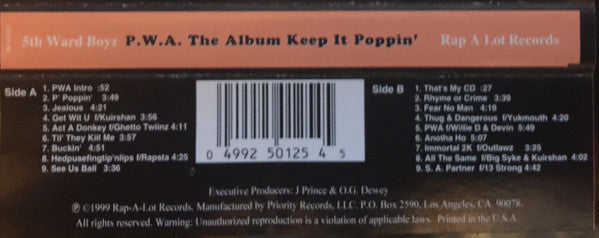 5th Ward Boyz P.W.A. The Album Keep It Poppin' Rap A Lot Records
Side A
1. PWA Intro :52
2. P' Poppin' 3:49
3. Jealous 4:21
4. Get Wit U f/Kuirshan 3:56
5. Act A Donkey f/Ghetto Twiinz 4:11
6. Til' They Kill Me 3:57
7. Buckin' 4:51
8. Hedpusefingtip'nlips f/Rapsta 4:25
9. See Us Ball 3:36
0 4992 50125 4 5
Side B
1. That's My CD :27
2. Rhyme or Crime 3:39
3. Fear No Man 4:19
4. Thug & Dangerous f/Yukmouth 4:20
5. PWA f/Willie D & Devin 5:49
6. Anotha Ho 5:07
7. Immortal 2K f/Outlawz 3:25
8. All The Same f/Big Syke & Kuirshan 4:02
9. S. A. Partner f/13 Strong 4:42
Executive Producers: J Prince & O.G. Dewey
℗ ©1999 Rap-A-Lot Records. Manufactured by Priority Records, LLC. P.O. Box 2590, Los Angeles, CA. 90078.
All rights reserved. Warning: Unauthorized reproduction is a violation of applicable laws. Printed in the U.S.A.